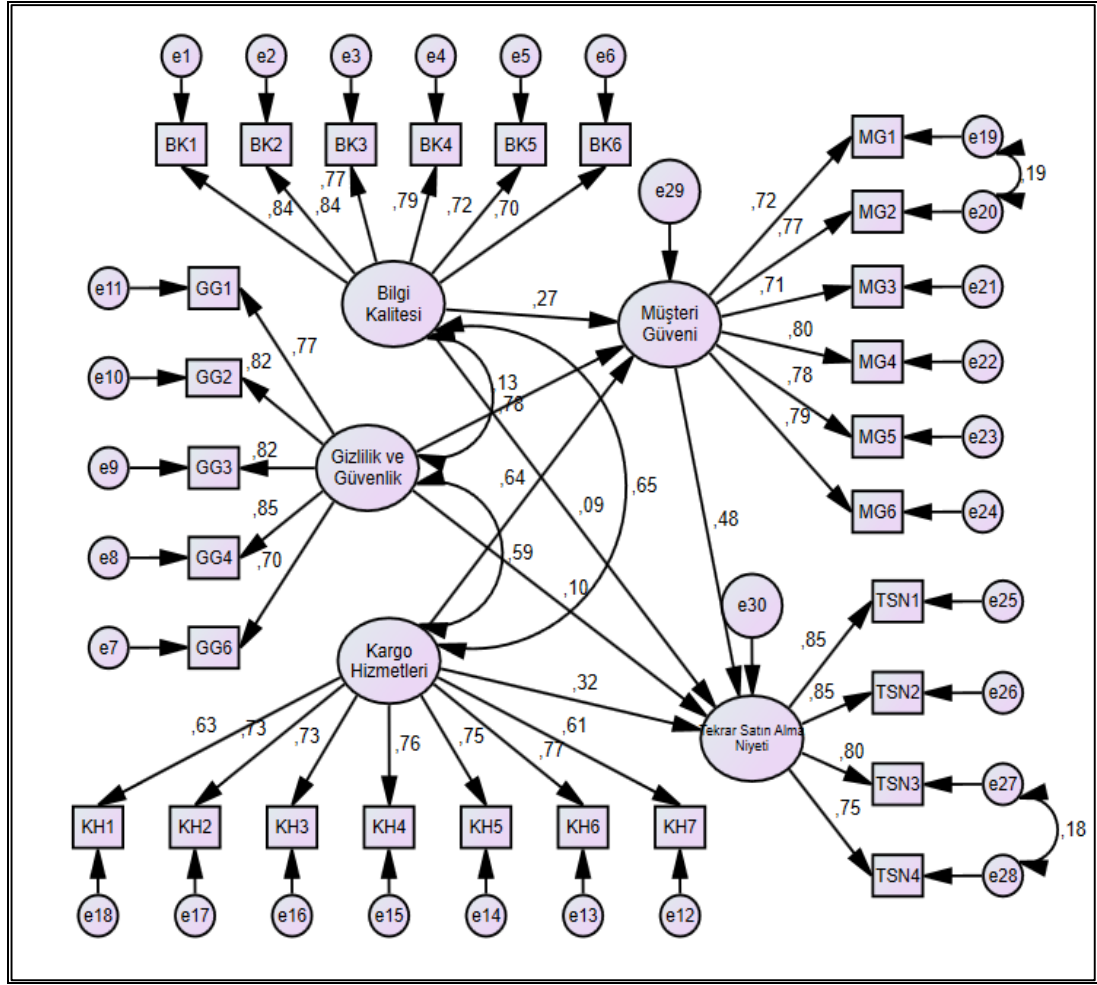 e1
e2
e3
e4
e5
e6
BK1
BK2
BK3
BK4
BK5
BK6
,84
,84
,77
,79
,72
,70
e29
MG1
e19
,19
MG2
e20
MG3
e21
MG4
e22
MG5
e23
MG6
e24
,72
,77
,71
,80
,78
,79
Bilgi
Kalitesi
,27
Müşteri
Güveni
e11
GG1
e10
GG2
e9
GG3
e8
GG4
e7
GG6
,77
,82
,82
,85
,70
Gizlilik ve
Güvenlik
,13
,78
,64
,09
,65
,59
,10
,48
e30
Kargo
Hizmetleri
,32
Tekrar Satın Alma
Niyeti
,85
,85
,80
,75
TSN1
e25
TSN2
e26
TSN3
e27
,18
TSN4
e28
,63
,73
,73
,76
,75
,77
,61
KH1
KH2
KH3
KH4
KH5
KH6
KH7
e18
e17
e16
e15
e14
e13
e12